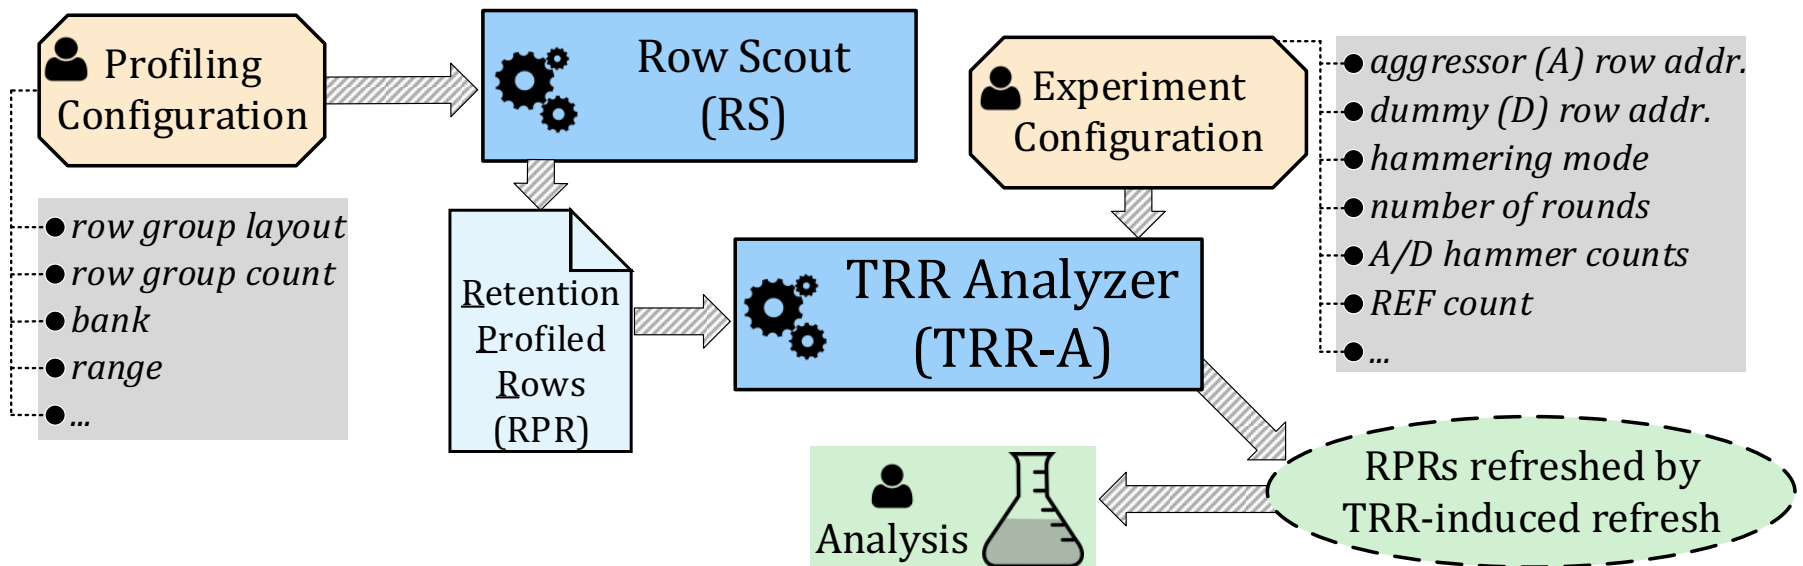 Profiling
Configuration
row group layout
row group count
bank
range
...
Row Scout
(RS)
Retention
Profiled
Rows
(RPR)
Experiment
Configuration
aggressor (A) row addr.
dummy (D) row addr.
hammering mode
number of rounds
A/D hammer counts
REF count
...
TRR Analyzer
(TRR-A)
RPRs refreshed by
TRR-induced refresh
Analysis